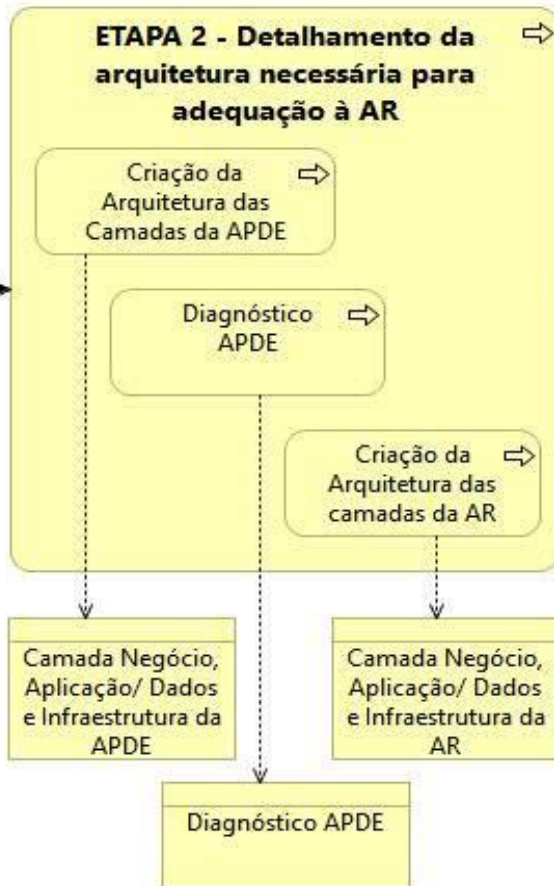 ETAPA 2 - Detalhamento da
arquitetura necessária para
adequação à AR
Criação da
Arquitetura das
Camadas da APDE
Diagnóstico
APDE
Criação da
Arquitetura das
camadas da AR
Camada Negócio,
Aplicação/ Dados
e Infraestrutura da
APDE
Camada Negócio,
Aplicação/ Dados
e Infraestrutura da
AR
Diagnóstico APDE